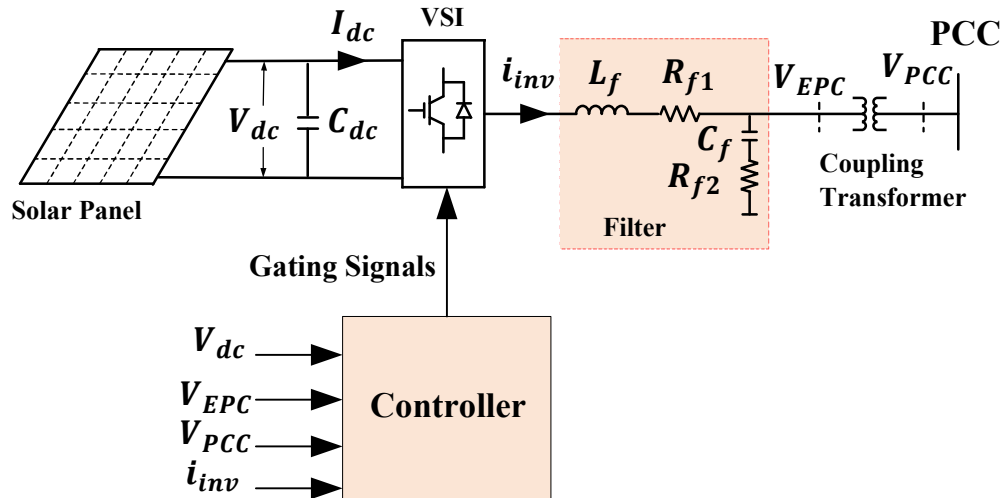 VSI
PCC
I_dc
i_inv
L_f
R_f1
V_EPC
V_PCC
V_dc
C_dc
C_f
R_f2
Coupling
Transformer
Solar Panel
Filter
Gating Signals
V_dc
V_EPC
V_PCC
i_inv
Controller